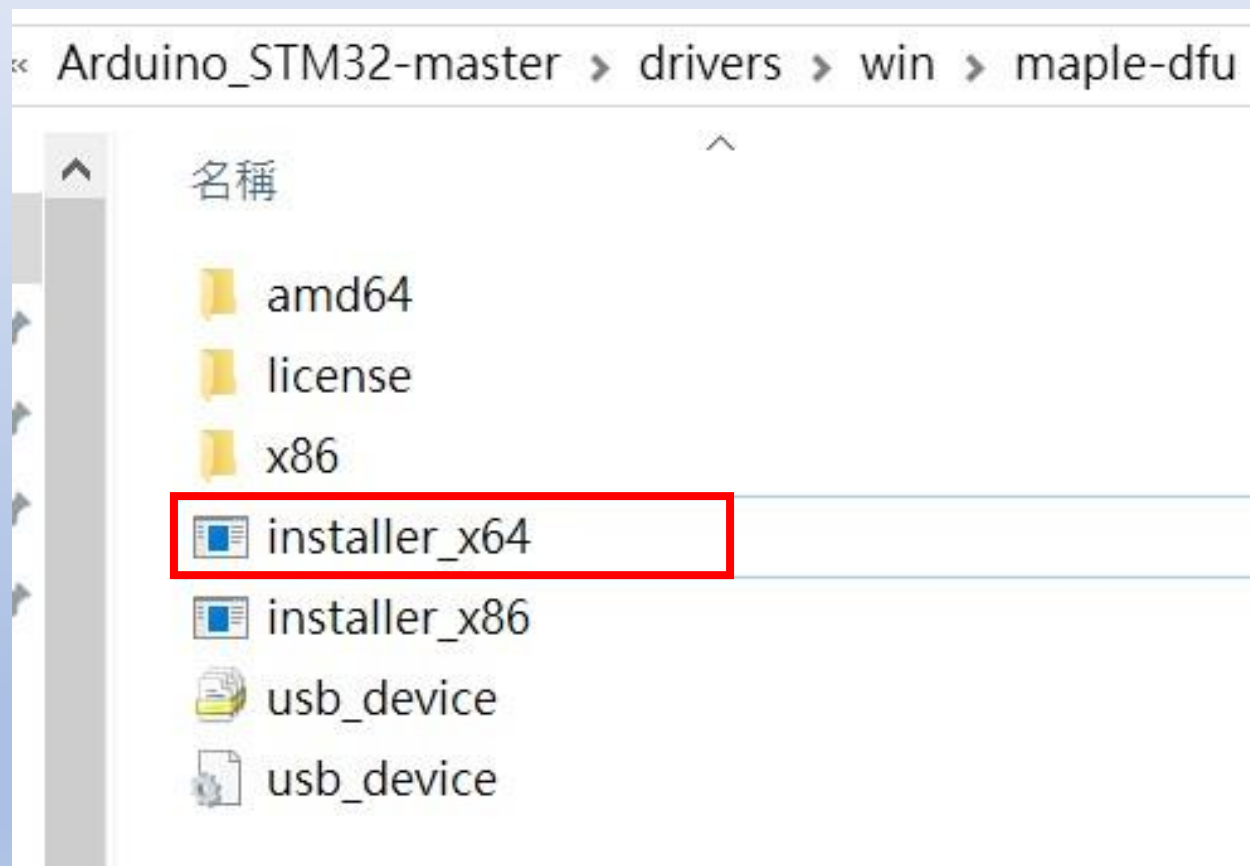 « Arduino_STM32-master > drivers > win > maple-dfu
名稱
amd64
license
x86
installer_x64
installer_x86
usb_device
usb_device